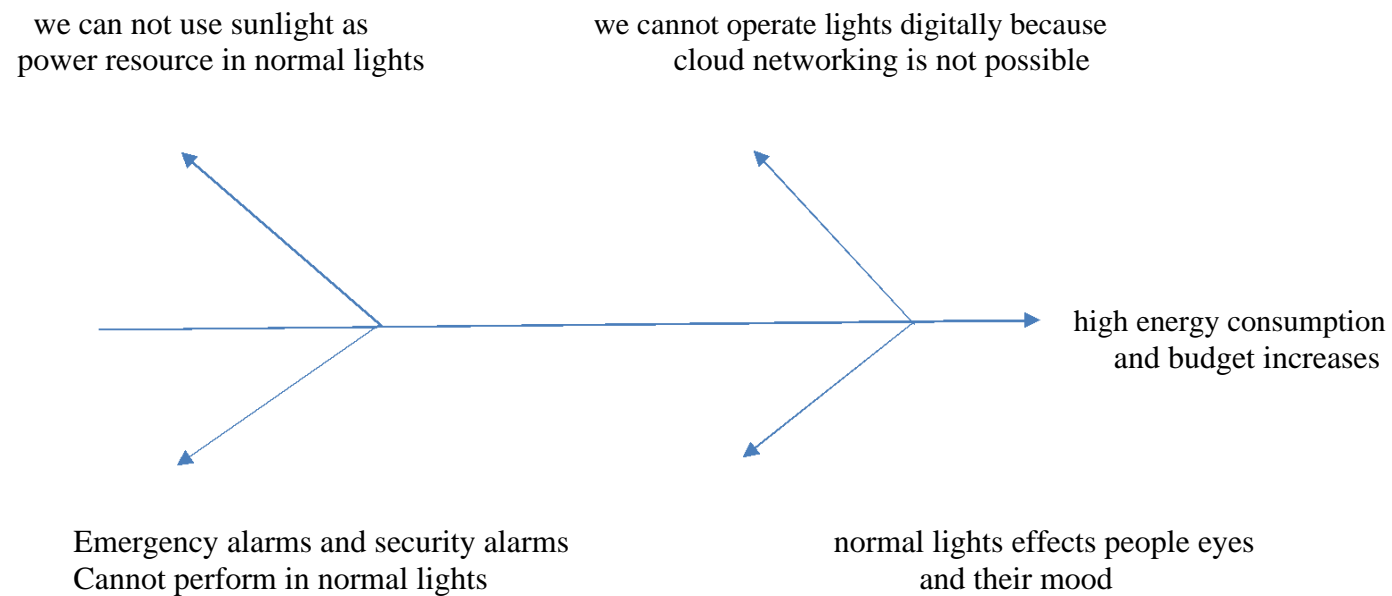 we can not use sunlight as
power resource in normal lights
we cannot operate lights digitally because
cloud networking is not possible
high energy consumption
and budget increases
Emergency alarms and security alarms
Cannot perform in normal lights
normal lights effects people eyes
and their mood